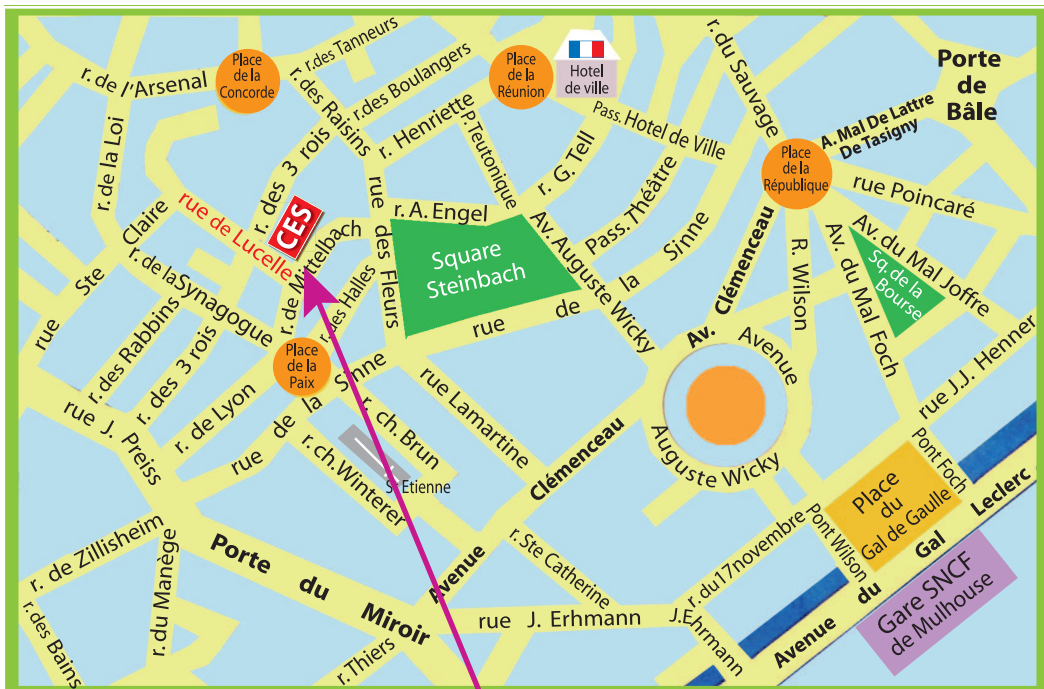 r. des Tanneurs
r. du Sauvage
Place
de la
Concorde
r. de l'Arsenal
r. des Raisins
r. des Boulangers
Place
de la
Réunion
Hotel
de ville
Porte
de
Bâle
A. Mal De Lattre
De Tasigny
r. de la Loi
r. des 3 rois
r. Henriette
P. Teutonique
Pass. Hotel de Ville
r. G. Tell
Pass. Théâtre
Place
de la
République
rue Poincaré
rue de Lucelle
CES
r. de Mittelbach
r. A. Engel
rue des Fleurs
Square
Steinbach
Av. Auguste Wicky
rue de la Sinne
Av. Clémenceau
R. Wilson
Av. du Mal Foch
Av. du Mal Joffre
Sq. de la
Bourse
rue Ste Claire
r. de la Synagogue
r. des Halles
r. des Rabbins
r. des 3 rois
Place
de la
Paix
r. de Lyon
rue de la Sinne
rue J. Preiss
r. ch. Brun
r. ch. Winterer
St Etienne
rue Lamartine
Avenue Clémenceau
Avenue
Auguste Wicky
rue J.J. Henner
Pont Foch
Place
du
Gal de Gaulle
Pont Wilson
Avenue du Gal Leclerc
Gare SNCF
de Mulhouse
r. de Zillisheim
r. du Manège
r. des Bains
Porte du Miroir
r. Thiers
rue J. Erhmann
J. Ehrmann
r. Ste Catherine
r. du 17 novembre